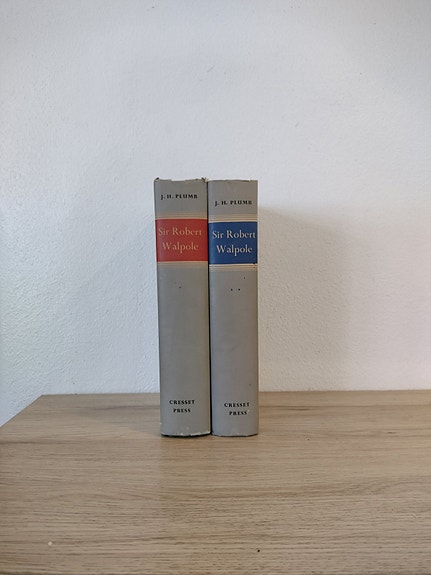 J. H. PLUMB
Sir Robert
Walpole
CRESSET
PRESS
J. H. PLUMB
Sir Robert
Walpole
CRESSET
PRESS